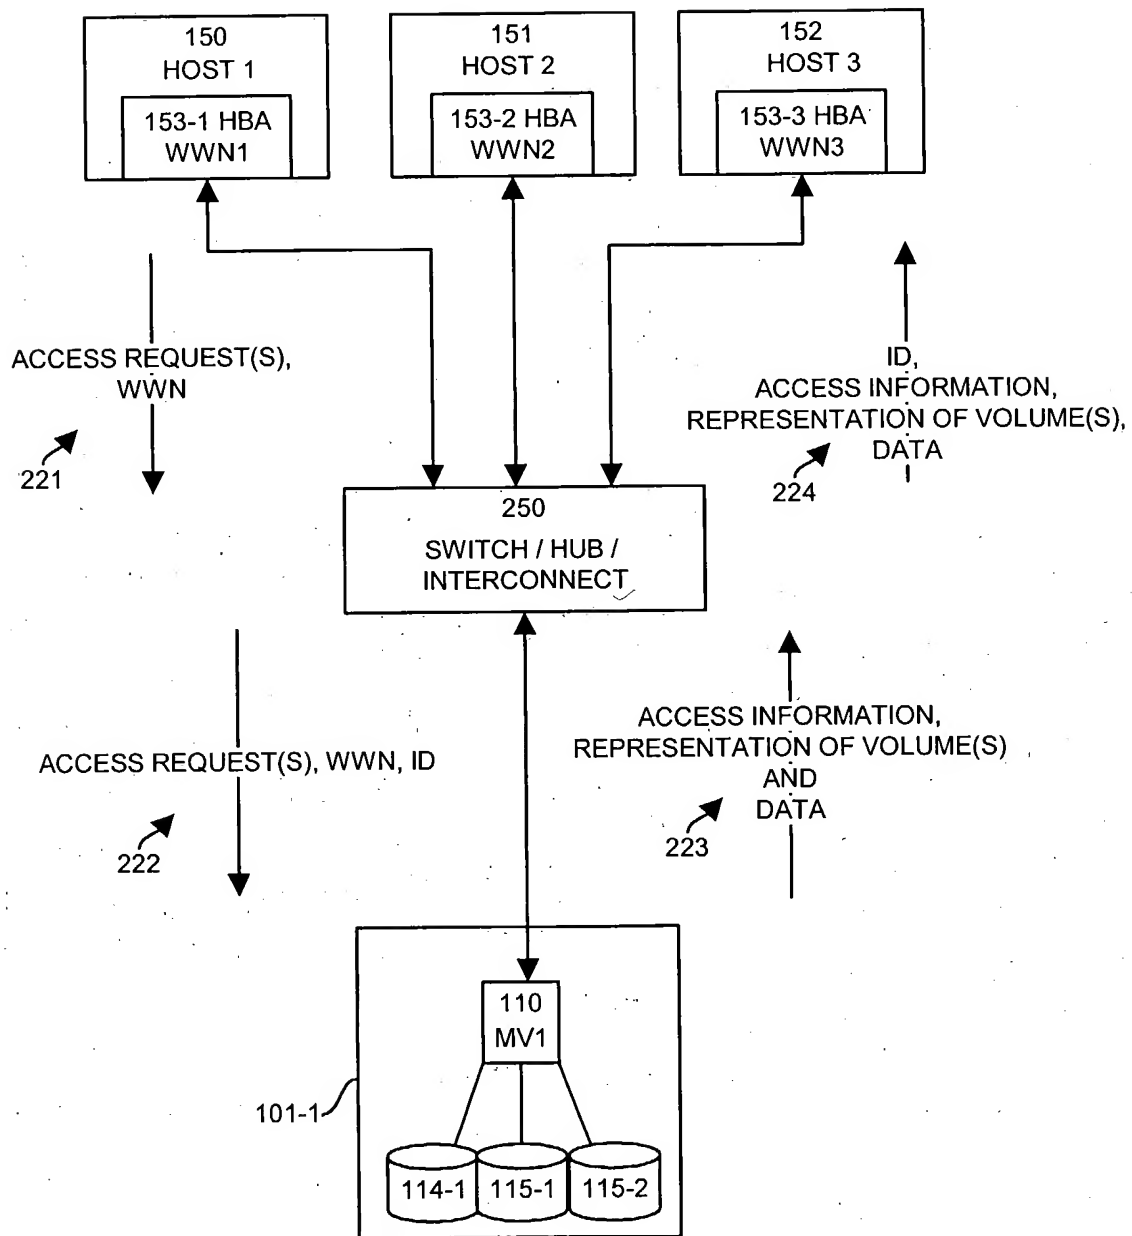 150
HOST 1
153-1 HBA
WWN1
151
HOST 2
153-2 HBA
WWN2
152
HOST 3
153-3 HBA
WWN3
ACCESS REQUEST(S),
WWN
221
ID,
ACCESS INFORMATION,
REPRESENTATION OF VOLUME(S),
DATA
224
250
SWITCH / HUB /
INTERCONNECT
ACCESS REQUEST(S), WWN, ID
222
ACCESS INFORMATION,
REPRESENTATION OF VOLUME(S)
AND
DATA
223
110
MV1
101-1
114-1
115-1
115-2